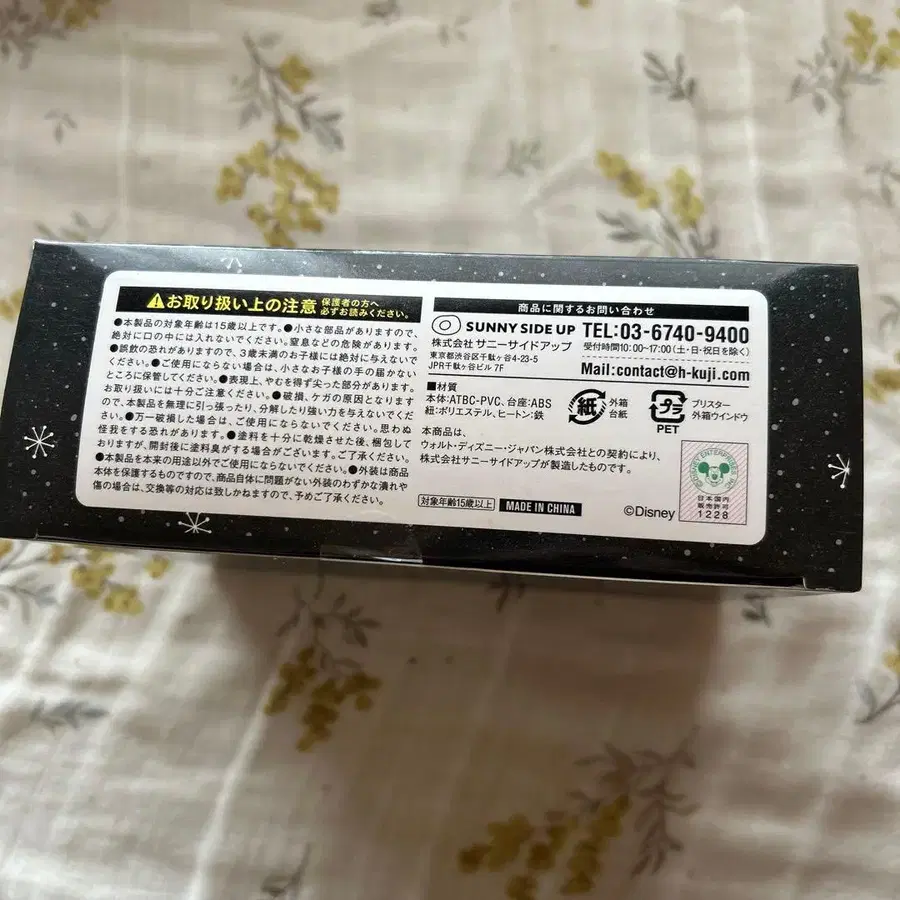 ⚠お取り扱い上の注意 保護者の方へ
必ずお読みください。
●本製品の対象年齢は15歳以上です。●小さな部品がありますので、
絶対に口の中には入れないでください。窒息などの危険があります。
●誤飲の恐れがありますので、3歳未満のお子様には絶対に与えないで
ください。●ご使用にならない場合は、小さなお子様の手の届かない
ところに保管してください。●表現上、やむを得ず尖った部分があります。
お取り扱いには十分ご注意ください。●破損、ケガの原因となります
ので、本製品を無理に引っ張ったり、分解したり強い力を与えないでく
ださい。●万一破損した場合は、ご使用にならないでください。思わぬ
怪我をする恐れがあります。●塗料を十分に乾燥させた後、梱包して
おりますが、開封後に塗料臭がする場合がございます。ご了承ください。
●本製品を本来の用途以外でご使用にならないでください。●外装は商品
本体を保護するものですので、商品自体に問題がない外装のわずかな潰れや
傷の場合は、交換等の対応は致しかねますので、予めご了承ください。
商品に関するお問い合わせ
SUNNY SIDE UP
株式会社 サニーサイドアップ
東京都渋谷区千駄ヶ谷4-23-5
JPR千駄ヶ谷ビル 7F
TEL:03-6740-9400
受付時間10:00~17:00(土・日・祝日を除く)
Mail:contact@h-kuji.com
■材質
本体:ATBC-PVC、台座:ABS
紐:ポリエステル、ヒートン:鉄
紙
外箱
台紙
プラ
PET
ブリスター
外箱ウインドウ
本商品は、
ウォルト・ディズニー・ジャパン株式会社との契約により、
株式会社サニーサイドアップが製造したものです。
対象年齢15歳以上
MADE IN CHINA
©Disney
日本国内
販売許可
1228